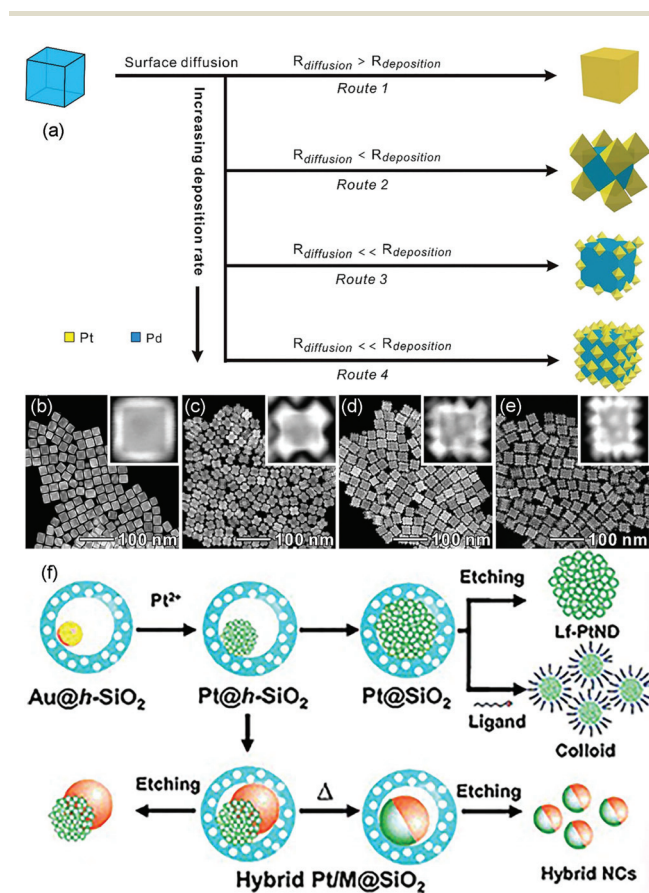 Surface diffusion
R_diffusion > R_deposition
Route 1
(a)
Increasing deposition rate
R_diffusion < R_deposition
Route 2
R_diffusion << R_deposition
Route 3
Pt Pd
R_diffusion << R_deposition
Route 4
(b) (c) (d) (e)
100 nm 100 nm 100 nm 100 nm
(f)
Pt²⁺
Etching
Lf-PtND
Au@h-SiO₂ Pt@h-SiO₂ Pt@SiO₂
Ligand
Colloid
Etching Δ Etching
Hybrid Pt/M@SiO₂ Hybrid NCs